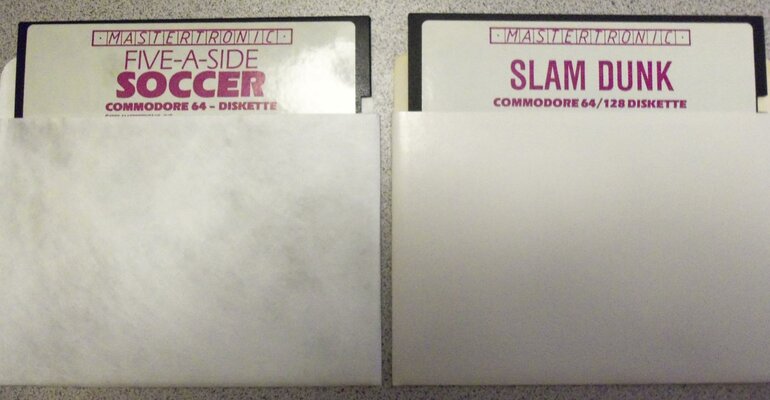 MASTERTRONIC
FIVE-A-SIDE
SOCCER
COMMODORE 64 - DISKETTE
MASTERTRONIC
SLAM DUNK
COMMODORE 64/128 DISKETTE